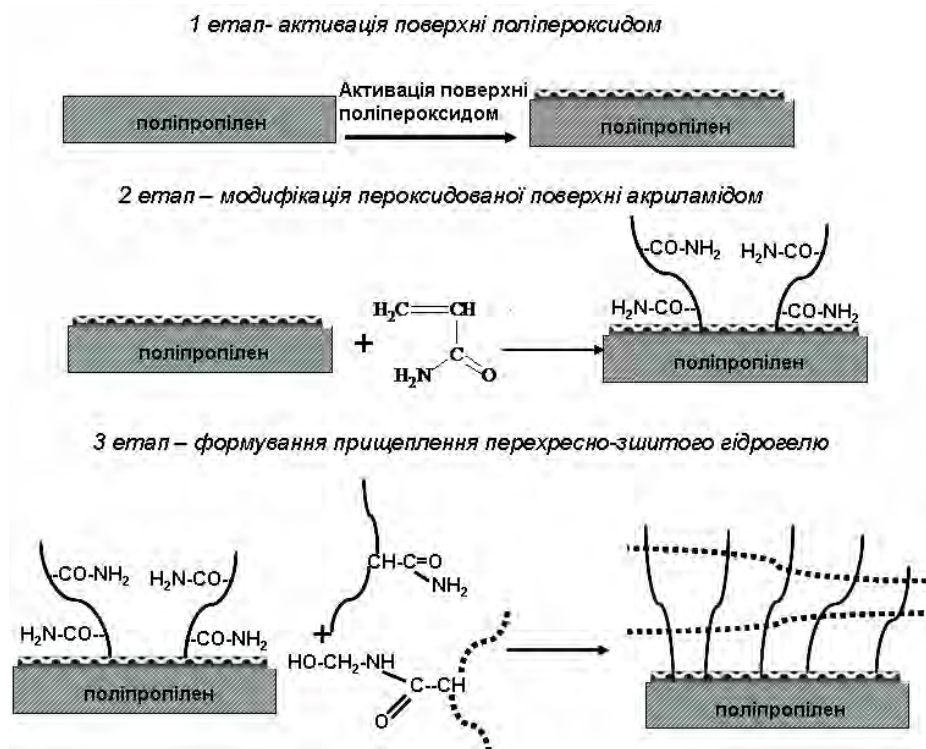 1 етап- активація поверхні поліпероксидом
Активація поверхні
поліпероксидом
поліпропілен
поліпропілен
2 етап – модифікація пероксидованої поверхні акриламідом
-CO-NH₂
H₂N-CO-
H₂N-CO--
-CO-NH₂
поліпропілен
+
H₂C
CH
H₂N
C
O
поліпропілен
3 етап – формування прищеплення перехресно-зшитого гідрогелю
-CO-NH₂
H₂N-CO-
H₂N-CO--
-CO-NH₂
поліпропілен
CH-C=O
NH₂
+
HO-CH₂-NH
C-CH
O
поліпропілен